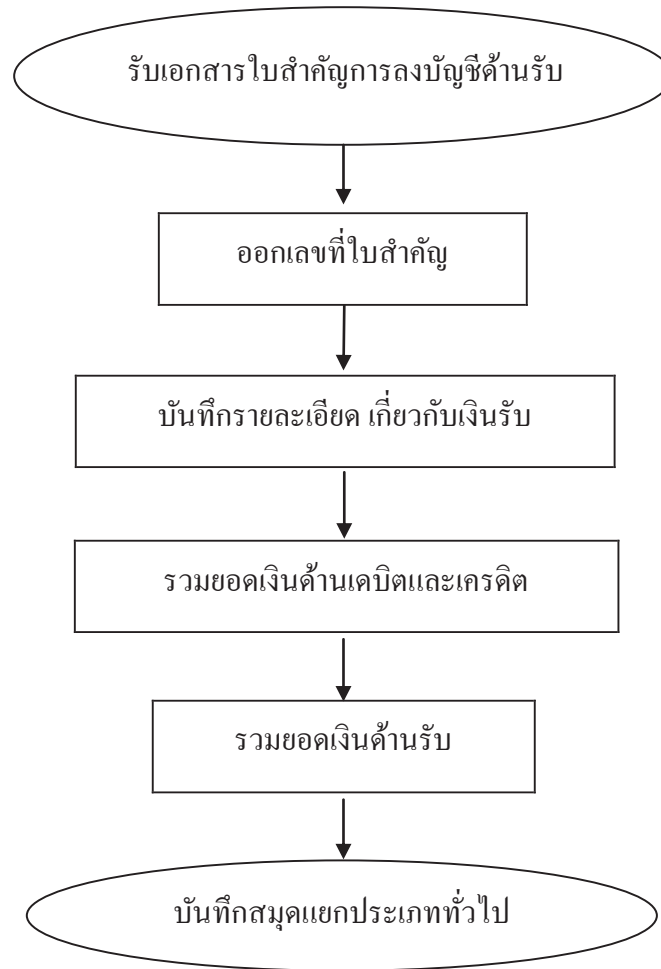 รับเอกสารใบสำคัญการลงบัญชีด้านรับ
ออกเลขที่ใบสำคัญ
บันทึกรายละเอียด เกี่ยวกับเงินรับ
รวมยอดเงินด้านเดบิตและเครดิต
รวมยอดเงินด้านรับ
บันทึกสมุดแยกประเภททั่วไป